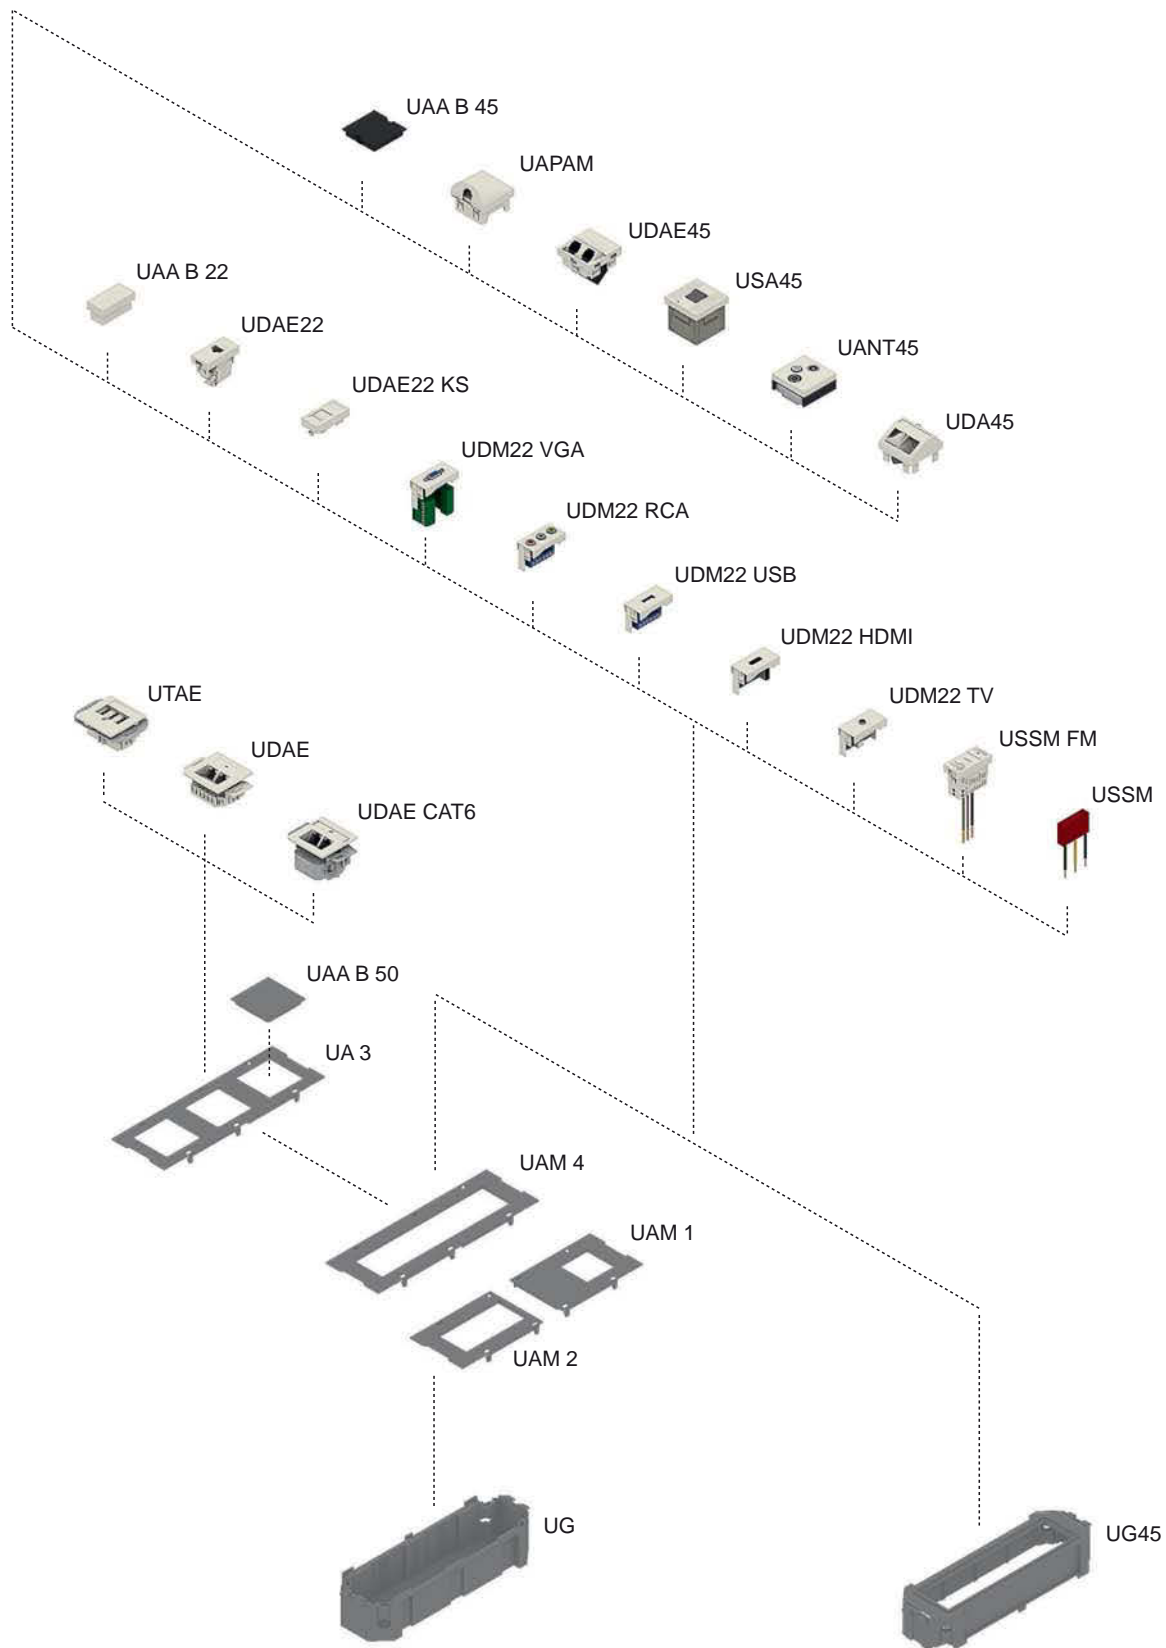 UAA B 45
UAPAM
UDAE45
USA45
UANT45
UDA45
UAA B 22
UDAE22
UDAE22 KS
UDM22 VGA
UDM22 RCA
UDM22 USB
UDM22 HDMI
UDM22 TV
USSM FM
USSM
UTAE
UDAE
UDAE CAT6
UAA B 50
UA 3
UAM 4
UAM 1
UAM 2
UG
UG45